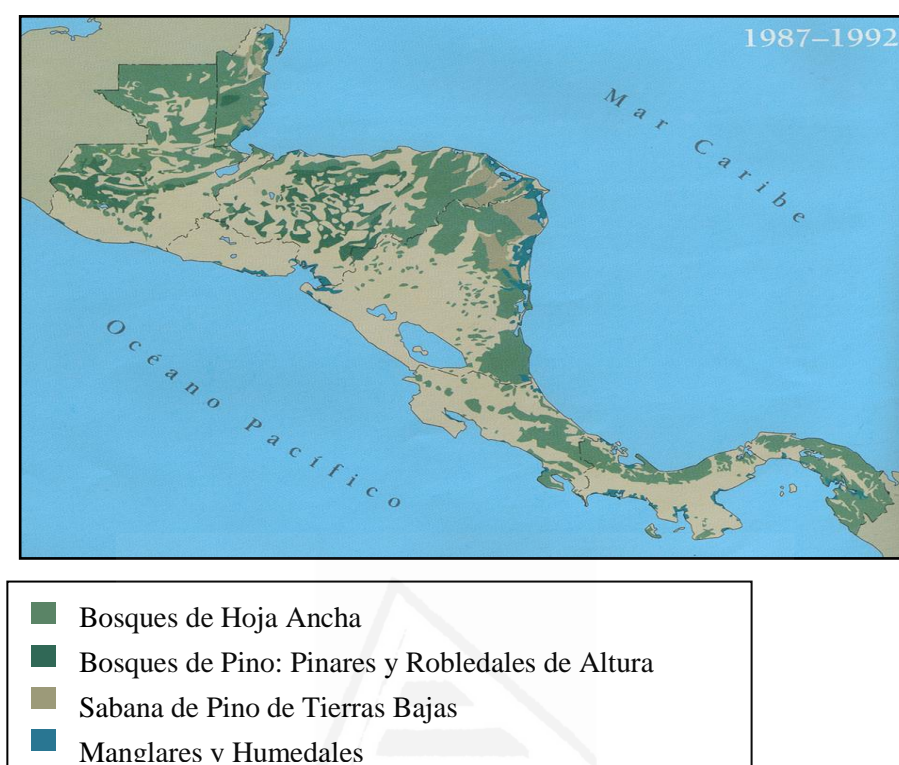 1987–1992
Mar Caribe
Océano Pacífico
Bosques de Hoja Ancha
Bosques de Pino: Pinares y Robledales de Altura
Sabana de Pino de Tierras Bajas
Manglares y Humedales